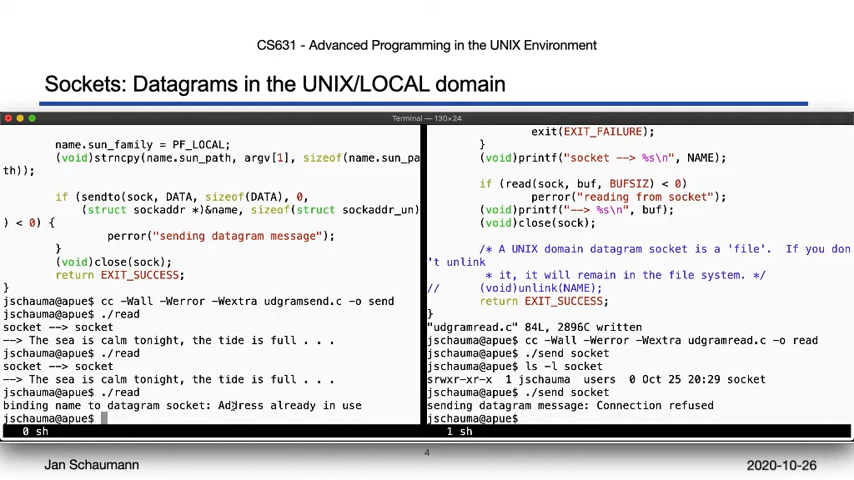 CS631 - Advanced Programming in the UNIX Environment
Sockets: Datagrams in the UNIX/LOCAL domain
Terminal — 130×24
name.sun_family = PF_LOCAL;
(void)strncpy(name.sun_path, argv[1], sizeof(name.sun_pa
th));
if (sendto(sock, DATA, sizeof(DATA), 0,
(struct sockaddr *)&name, sizeof(struct sockaddr_un)
) < 0) {
perror("sending datagram message");
}
(void)close(sock);
return EXIT_SUCCESS;
}
jschauma@apue$ cc -Wall -Werror -Wextra udgramsend.c -o send
jschauma@apue$ ./read
socket --> socket
--> The sea is calm tonight, the tide is full . . .
jschauma@apue$ ./read
socket --> socket
--> The sea is calm tonight, the tide is full . . .
jschauma@apue$ ./read
binding name to datagram socket: Address already in use
jschauma@apue$
0 sh
exit(EXIT_FAILURE);
}
(void)printf("socket --> %s\n", NAME);
if (read(sock, buf, BUFSIZ) < 0)
perror("reading from socket");
(void)printf("--> %s\n", buf);
(void)close(sock);
/* A UNIX domain datagram socket is a 'file'. If you don
't unlink
* it, it will remain in the file system. */
// (void)unlink(NAME);
return EXIT_SUCCESS;
}
"udgramread.c" 84L, 2896C written
jschauma@apue$ cc -Wall -Werror -Wextra udgramread.c -o read
jschauma@apue$ ./send socket
jschauma@apue$ ls -l socket
srwxr-xr-x 1 jschauma users 0 Oct 25 20:29 socket
jschauma@apue$ ./send socket
sending datagram message: Connection refused
jschauma@apue$
1 sh
Jan Schaumann
4
2020-10-26